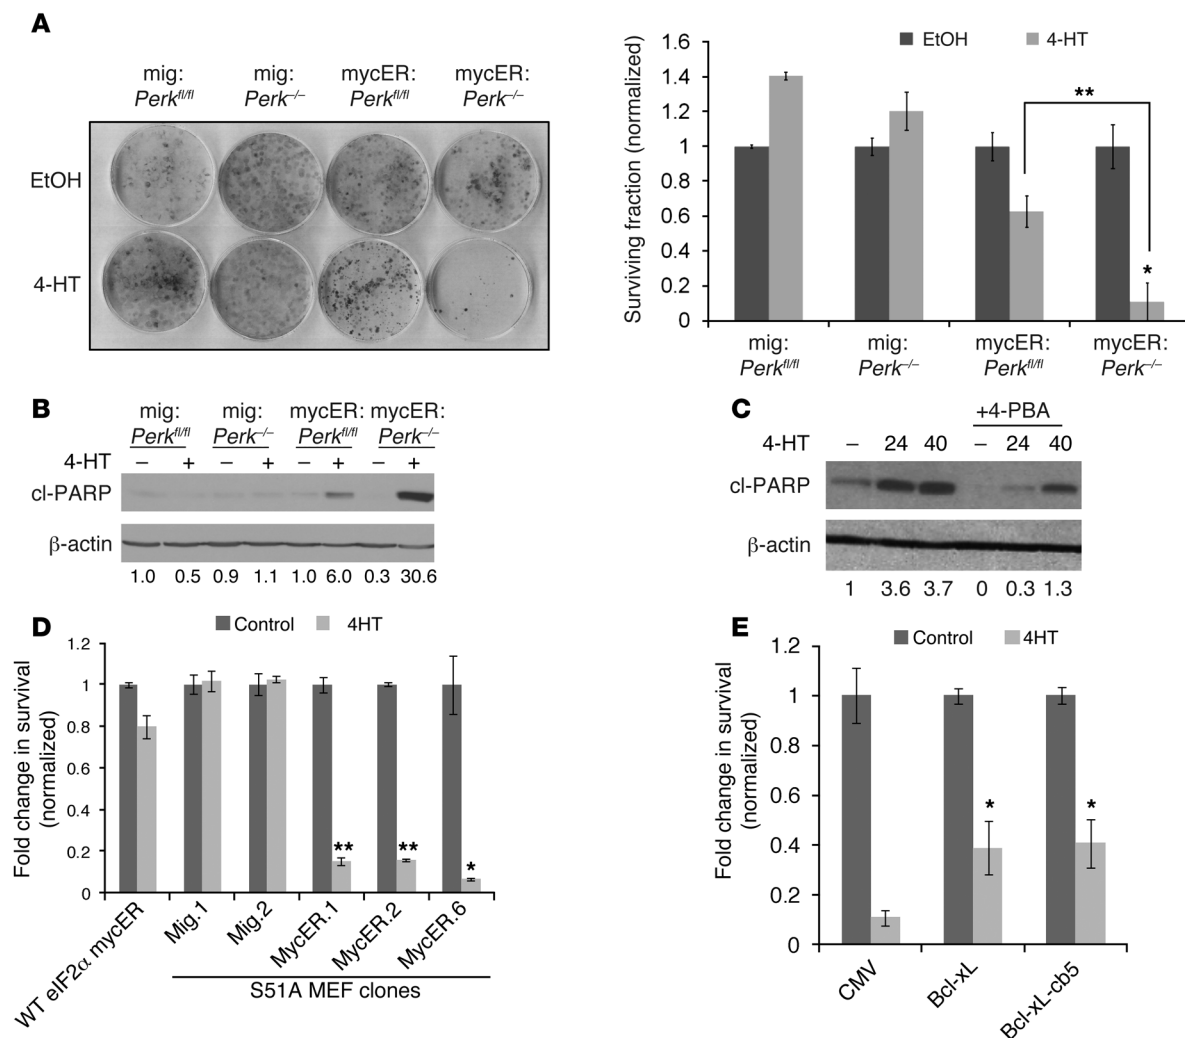 A
mig: mig: mycER: mycER:
Perkfl/fl Perk–/– Perkfl/fl Perk–/–
EtOH
4-HT
EtOH 4-HT
Surviving fraction (normalized)
1.6
1.4
1.2
1
0.8
0.6
0.4
0.2
0
**
*
mig: mig: mycER: mycER:
Perkfl/fl Perk–/– Perkfl/fl Perk–/–
B
mig: mig: mycER: mycER:
Perkfl/fl Perk–/– Perkfl/fl Perk–/–
4-HT – + – + – + – +
cl-PARP
β-actin
1.0 0.5 0.9 1.1 1.0 6.0 0.3 30.6
C
+4-PBA
4-HT – 24 40 – 24 40
cl-PARP
β-actin
1 3.6 3.7 0 0.3 1.3
D
Control 4HT
Fold change in survival
(normalized)
1.2
1
0.8
0.6
0.4
0.2
0
** ** *
WT eIF2α mycER
Mig.1
Mig.2
MycER.1
MycER.2
MycER.6
S51A MEF clones
E
Control 4HT
Fold change in survival
(normalized)
1.2
1
0.8
0.6
0.4
0.2
0
* *
CMV
Bcl-xL
Bcl-xL-cb5